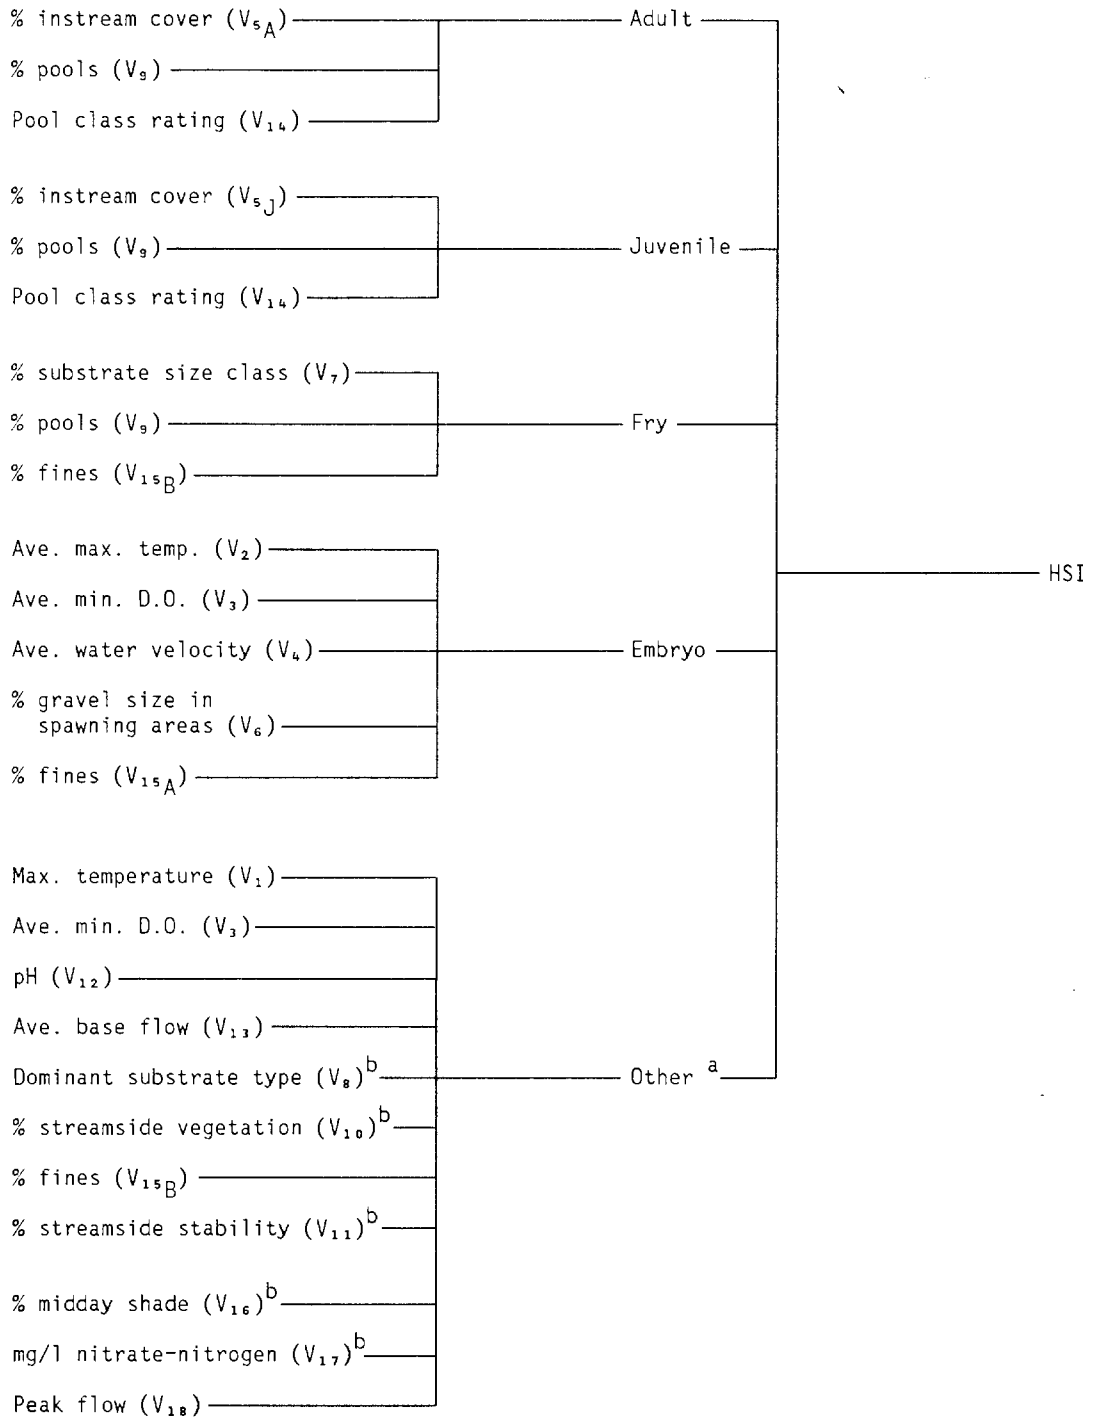 % instream cover (V₅A)
Adult
% pools (V₉)
Pool class rating (V₁₄)
% instream cover (V₅J)
% pools (V₉)
Juvenile
Pool class rating (V₁₄)
% substrate size class (V₇)
% pools (V₉)
Fry
% fines (V₁₅B)
Ave. max. temp. (V₂)
HSI
Ave. min. D.O. (V₃)
Ave. water velocity (V₄)
Embryo
% gravel size in
spawning areas (V₆)
% fines (V₁₅A)
Max. temperature (V₁)
Ave. min. D.O. (V₃)
pH (V₁₂)
Ave. base flow (V₁₃)
Dominant substrate type (V₈)ᵇ
Other ᵃ
% streamside vegetation (V₁₀)ᵇ
% fines (V₁₅B)
% streamside stability (V₁₁)ᵇ
% midday shade (V₁₆)ᵇ
mg/l nitrate-nitrogen (V₁₇)ᵇ
Peak flow (V₁₈)